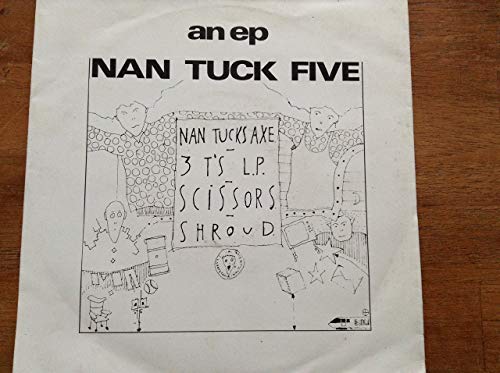 an ep
NAN TUCK FIVE
NAN TUCKS AXE
3 T'S L.P.
SCISSORS
SHROUD